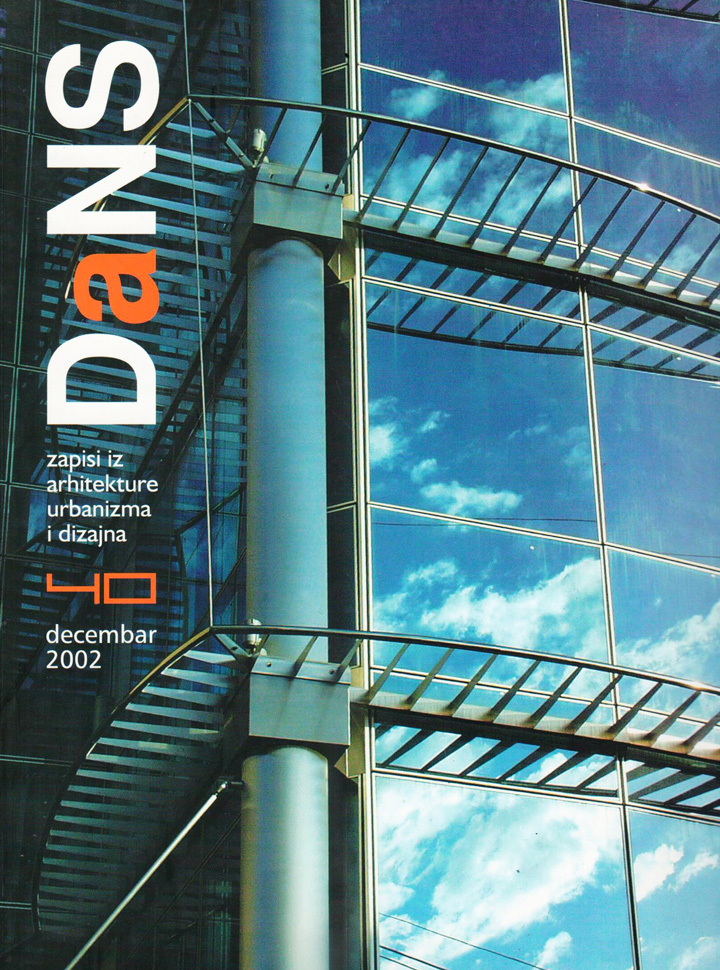 DaNS
zapisi iz
arhitekture
urbanizma
i dizajna
40
decembar
2002